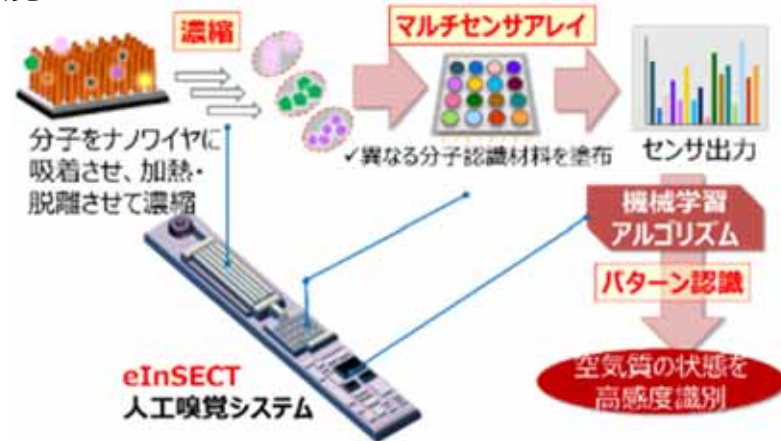 濃縮
マルチセンサアレイ
分子をナノワイヤに
吸着させ、加熱・
脱離させて濃縮
✓異なる分子認識材料を塗布
センサ出力
機械学習
アルゴリズム
パターン認識
空気質の状態を
高感度識別
eInSECT
人工嗅覚システム